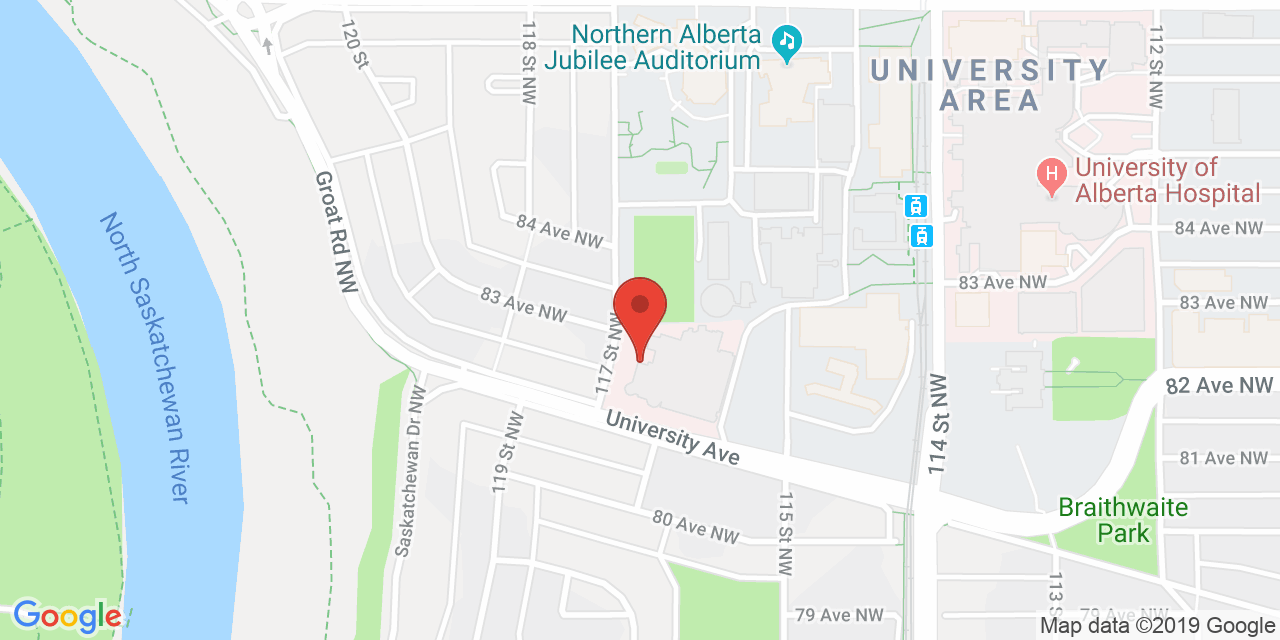 120 St
118 St NW
Northern Alberta
Jubilee Auditorium
UNIVERSITY
AREA
112 St NW
University of
Alberta Hospital
H
Groat Rd NW
North Saskatchewan River
84 Ave NW
84 Ave NW
83 Ave NW
83 Ave NW
83 Ave NW
117 St NW
82 Ave NW
Saskatchewan Dr NW
119 St NW
University Ave
114 St NW
81 Ave NW
80 Ave NW
115 St NW
Braithwaite
Park
113 S
79 Ave NW
79 Ave NW
Google
Map data ©2019 Google